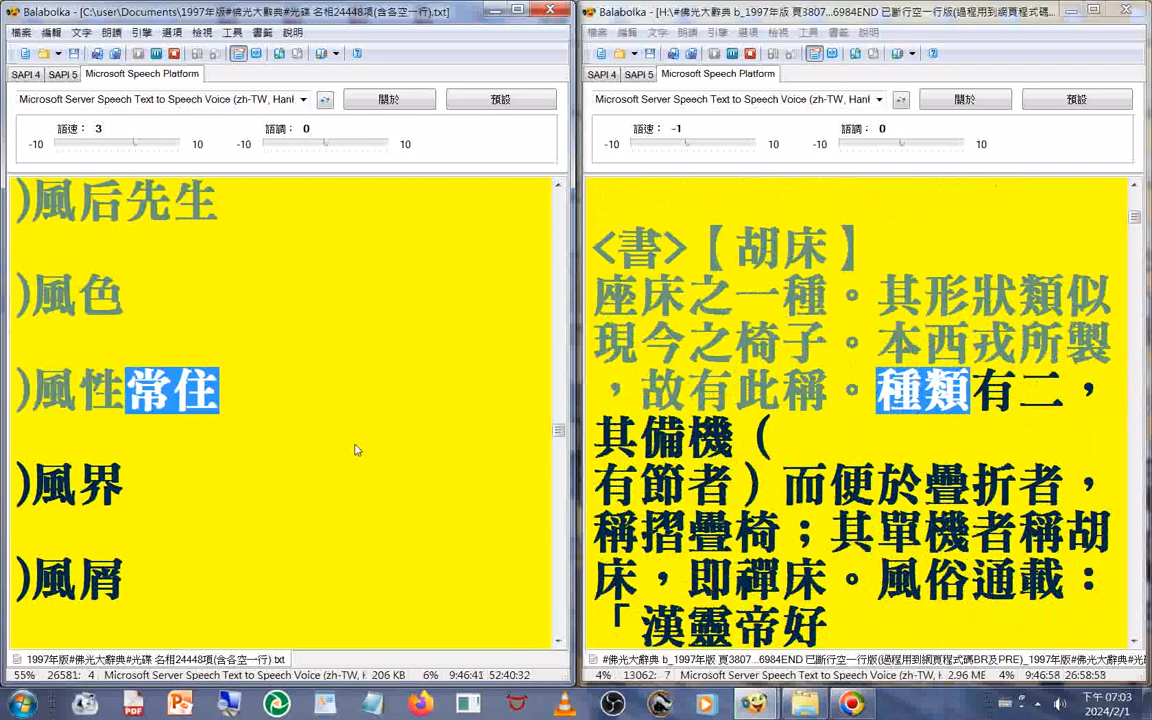 Balabolka - [C:\user\Documents\1997年版#佛光大辭典#光碟 名相24448項(含各空一行).txt]
檔案 編輯 文字 朗讀 引擎 選項 檢視 工具 書籤 說明
SAPI 4 SAPI 5 Microsoft Speech Platform
Microsoft Server Speech Text to Speech Voice (zh-TW, Hanl
關於 預設
語速: 3 語調: 0
-10 10 -10 10
)風后先生
)風色
)風性常住
)風界
)風屑
1997年版#佛光大辭典#光碟 名相24448項(含各空一行).txt
55% 26581: 4 Microsoft Server Speech Text to Speech Voice (zh-TW, Hanl 206 KB 6% 9:46:41 52:40:32
Balabolka - [H:\#佛光大辭典 b_1997年版 頁3807...6984END 已斷行空一行版(過程用到網頁程式碼
檔案 編輯 文字 朗讀 引擎 選項 檢視 工具 書籤 說明
SAPI 4 SAPI 5 Microsoft Speech Platform
Microsoft Server Speech Text to Speech Voice (zh-TW, Hanl
關於 預設
語速: -1 語調: 0
-10 10 -10 10
<書>【胡床】
座床之一種。其形狀類似
現今之椅子。本西戎所製
，故有此稱。種類有二，
其備機（
有節者）而便於疊折者，
稱摺疊椅；其單機者稱胡
床，即禪床。風俗通載：
「漢靈帝好
#佛光大辭典 b_1997年版 頁3807...6984END 已斷行空一行版(過程用到網頁程式碼BR及PRE)_1997年版#光
4% 13062: 7 Microsoft Server Speech Text to Speech Voice (zh-TW, Hanl 2.96 ME 4% 9:46:58 26:58:58
下午 07:03
2024/2/1